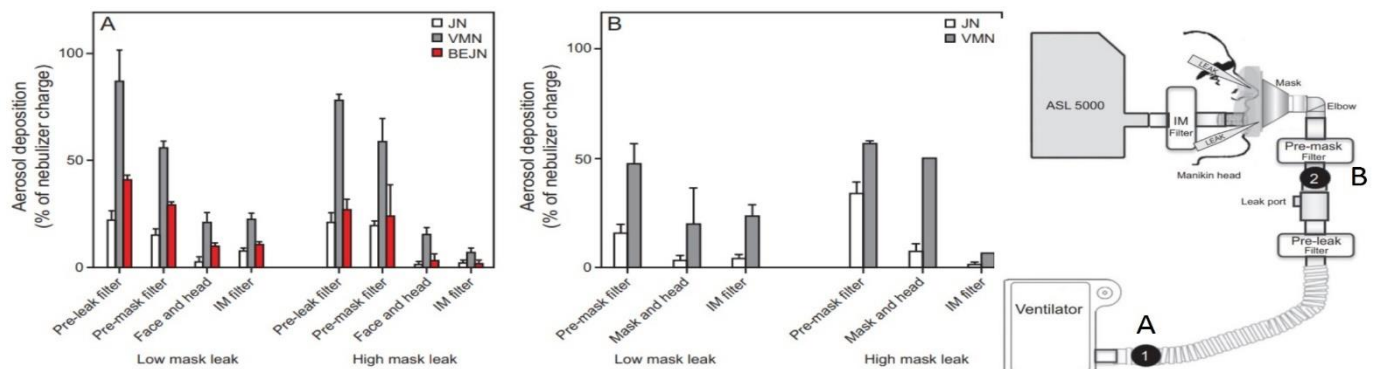 A
JN
VMN
BEJN
Aerosol deposition
(% of nebulizer charge)
100
50
0
Pre-leak filter
Pre-mask filter
Face and head
IM filter
Pre-leak filter
Pre-mask filter
Face and head
IM filter
Low mask leak
High mask leak
B
JN
VMN
Aerosol deposition
(% of nebulizer charge)
100
50
0
Pre-mask filter
Mask and head
IM filter
Pre-mask filter
Mask and head
IM filter
Low mask leak
High mask leak
LEAK
Mask
ASL 5000
IM
Filter
Elbow
LEAK
Pre-mask
Filter
Manikin head
2
B
Leak port
Pre-leak
Filter
Ventilator
A
1